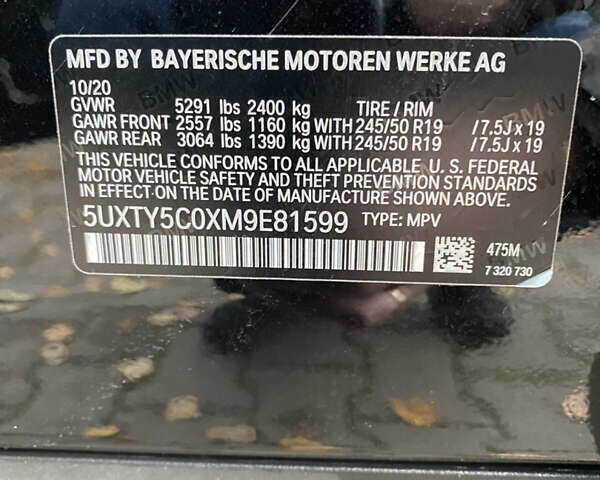 MFD BY BAYERISCHE MOTOREN WERKE AG
10/20
GVWR 5291 lbs 2400 kg TIRE / RIM
GAWR FRONT 2557 lbs 1160 kg WITH 245/50 R19 / 7.5J x 19
GAWR REAR 3064 lbs 1390 kg WITH 245/50 R19 / 7.5J x 19
THIS VEHICLE CONFORMS TO ALL APPLICABLE U. S. FEDERAL
MOTOR VEHICLE SAFETY AND THEFT PREVENTION STANDARDS
IN EFFECT - ON THE DATE OF MANUFACTURE SHOWN ABOVE.
5UXTY5C0XM9E81599 TYPE: MPV
475M
7 320 730